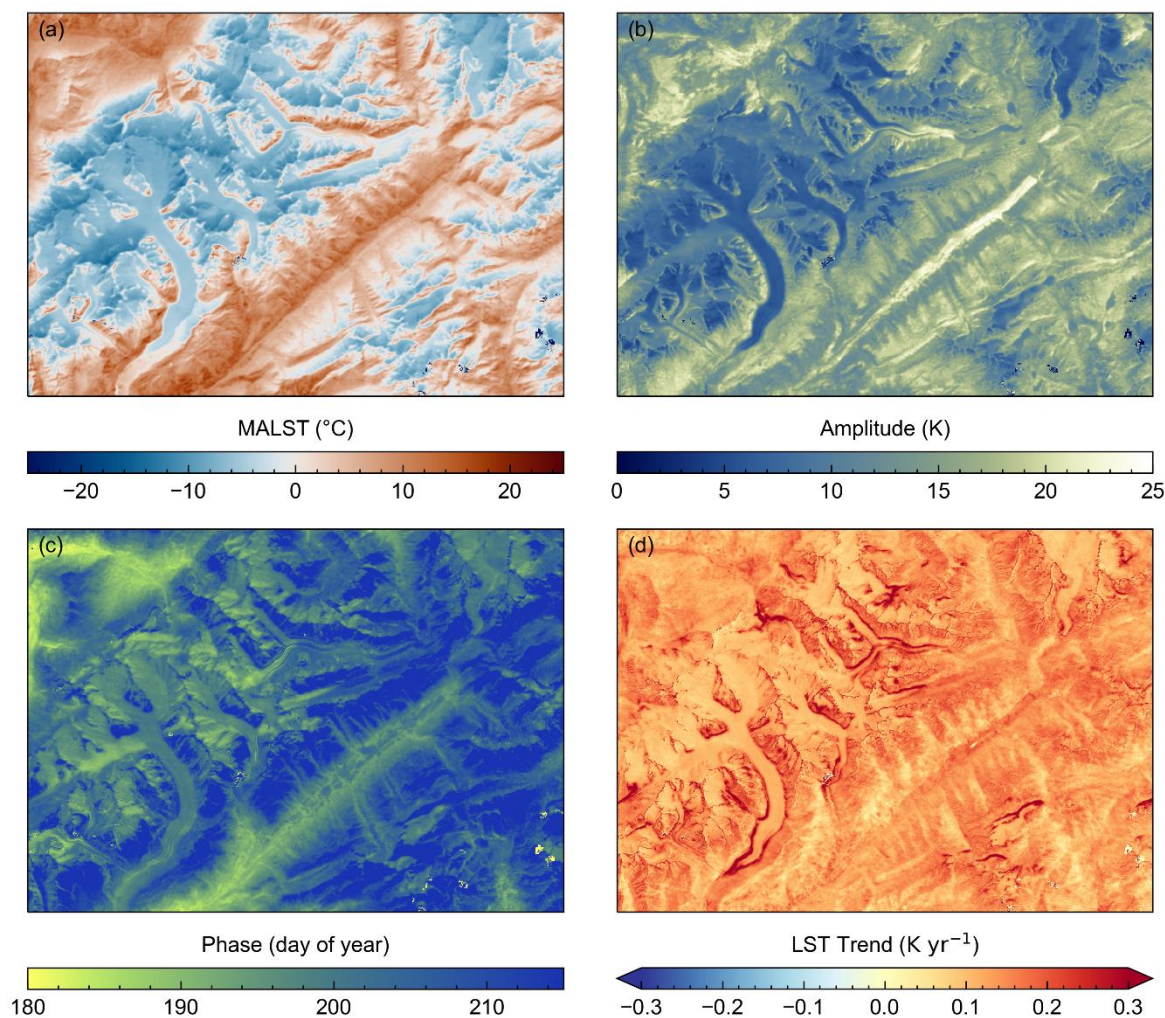 (a)
(b)
MALST (°C)
Amplitude (K)
−20 −10 0 10 20
0 5 10 15 20 25
(c)
(d)
Phase (day of year)
LST Trend (K yr⁻¹)
180 190 200 210
−0.3 −0.2 −0.1 0.0 0.1 0.2 0.3